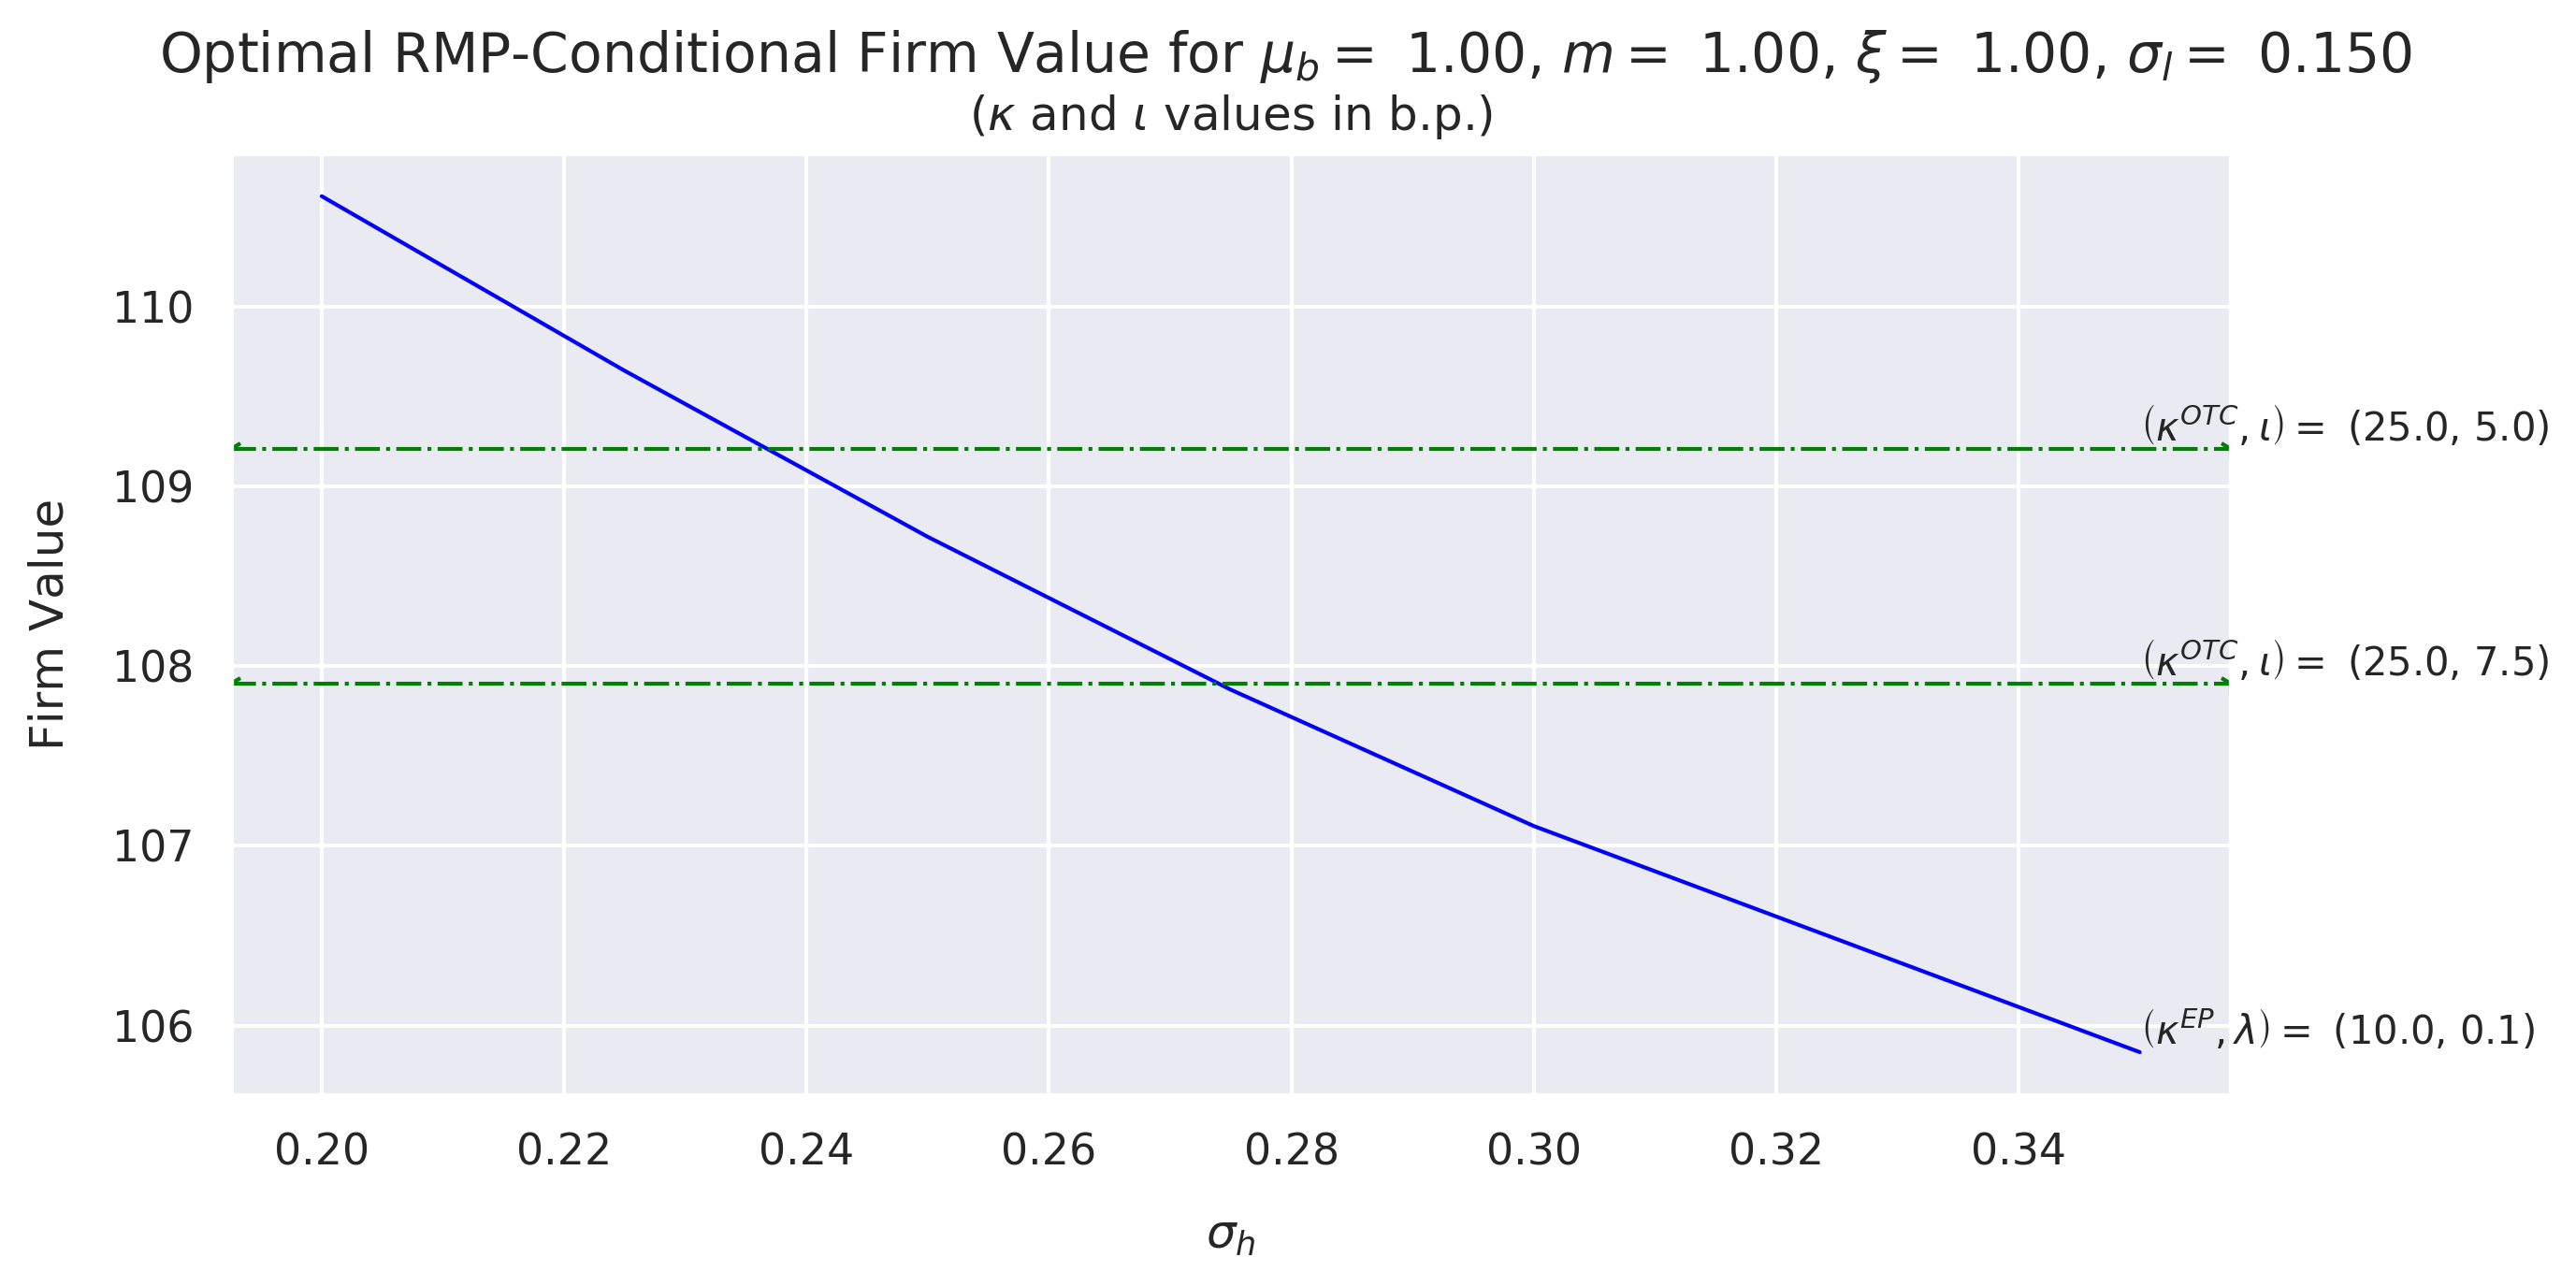 Optimal RMP-Conditional Firm Value for μ_b = 1.00, m = 1.00, ξ = 1.00, σ_l = 0.150
(κ and ι values in b.p.)
Firm Value
110
109
108
107
106
(κ^OTC, ι) = (25.0, 5.0)
(κ^OTC, ι) = (25.0, 7.5)
(κ^EP, λ) = (10.0, 0.1)
0.20 0.22 0.24 0.26 0.28 0.30 0.32 0.34
σ_h